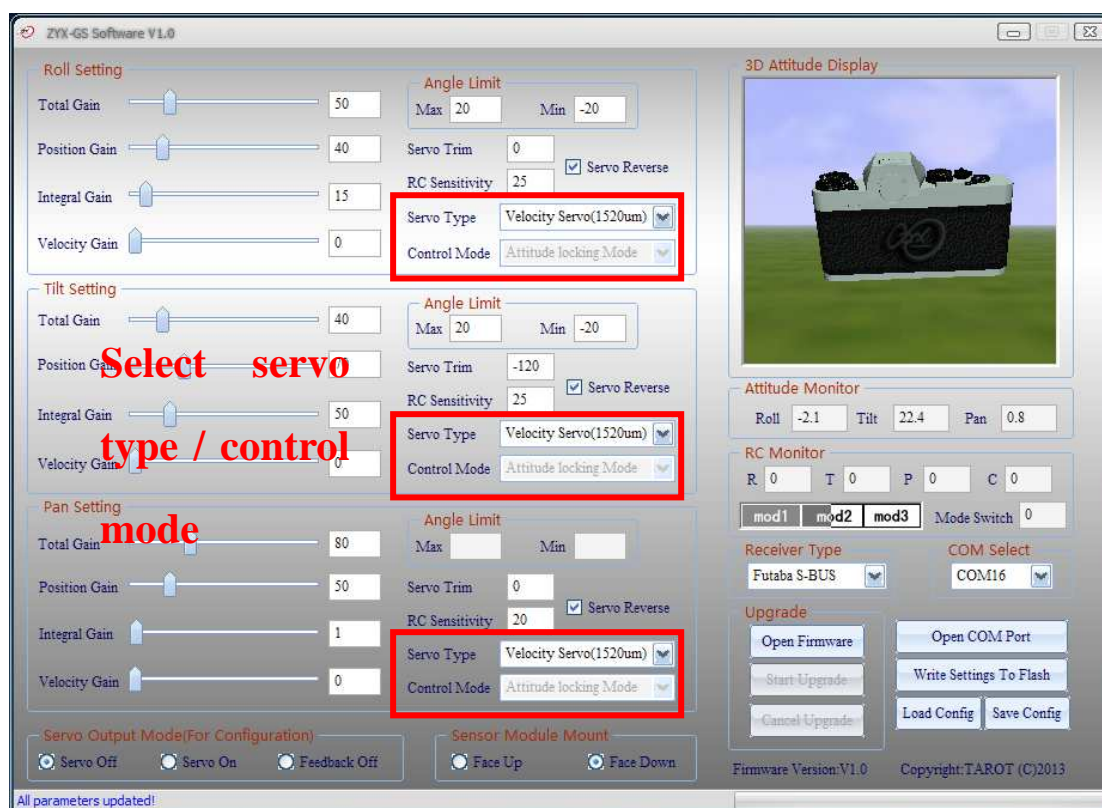 ZYX-GS Software V1.0
Roll Setting
Total Gain 50
Position Gain 40
Integral Gain 15
Velocity Gain 0
Angle Limit
Max 20 Min -20
Servo Trim 0
Servo Reverse
RC Sensitivity 25
Servo Type Velocity Servo(1520um)
Control Mode Attitude locking Mode
Tilt Setting
Total Gain 40
Position Gain
Integral Gain 50
Velocity Gain 0
Angle Limit
Max 20 Min -20
Servo Trim -120
Servo Reverse
RC Sensitivity 25
Servo Type Velocity Servo(1520um)
Control Mode Attitude locking Mode
Select servo
type / control
mode
Pan Setting
Total Gain 80
Position Gain 50
Integral Gain 1
Velocity Gain 0
Angle Limit
Max Min
Servo Trim 0
Servo Reverse
RC Sensitivity 20
Servo Type Velocity Servo(1520um)
Control Mode Attitude locking Mode
Servo Output Mode(For Configuration)
Servo Off Servo On Feedback Off
Sensor Module Mount
Face Up Face Down
3D Attitude Display
Attitude Monitor
Roll -2.1 Tilt 22.4 Pan 0.8
RC Monitor
R 0 T 0 P 0 C 0
mod1 mod2 mod3 Mode Switch 0
Receiver Type
Futaba S-BUS
COM Select
COM16
Upgrade
Open Firmware
Start Upgrade
Cancel Upgrade
Open COM Port
Write Settings To Flash
Load Config Save Config
Firmware Version:V1.0 Copyright:TAROT (C)2013
All parameters updated!